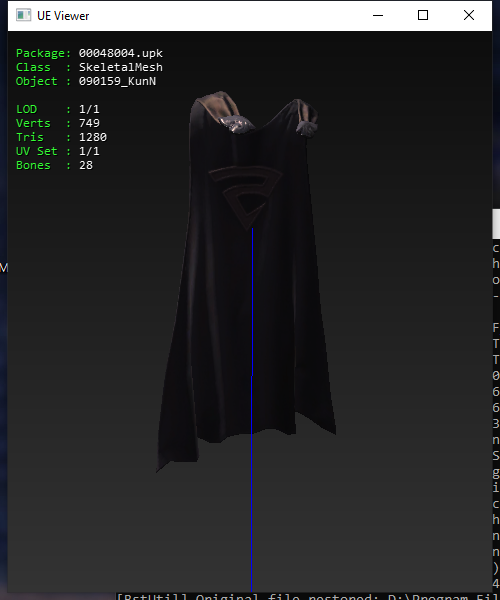 UE Viewer
Package: 00048004.upk
Class : SkeletalMesh
Object : 090159_KunN
LOD : 1/1
Verts : 749
Tris : 1280
UV Set : 1/1
Bones : 28
M
c
h
o
-
F
T
T
0
6
6
3
n
S
g
i
c
h
n
n
)
4
[BstUtil] Original file restored: D:\Program Fil